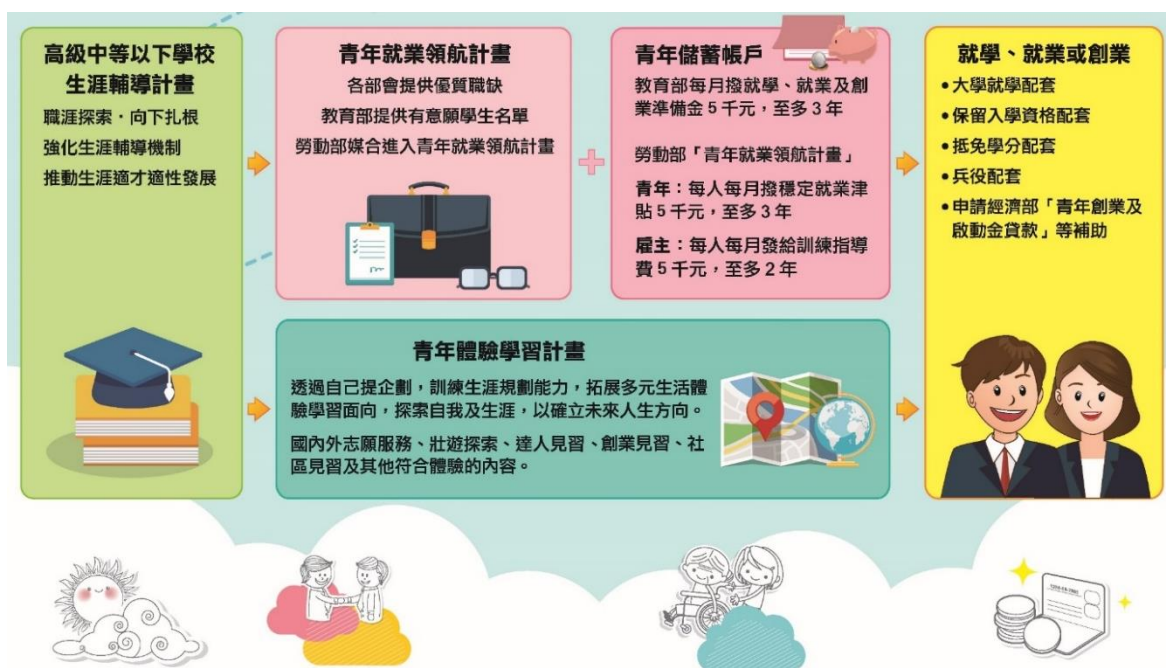 高級中等以下學校
生涯輔導計畫
職涯探索・向下扎根
強化生涯輔導機制
推動生涯適才適性發展
青年就業領航計畫
各部會提供優質職缺
教育部提供有意願學生名單
勞動部媒合進入青年就業領航計畫
青年儲蓄帳戶
教育部每月撥就學、就業及創
業準備金5千元，至多3年
勞動部「青年就業領航計畫」
青年：每人每月撥穩定就業津
貼5千元，至多3年
雇主：每人每月發給訓練指導
費5千元，至多2年
青年體驗學習計畫
透過自己提企劃，訓練生涯規劃能力，拓展多元生活體
驗學習面向，探索自我及生涯，以確立未來人生方向。
國內外志願服務、壯遊探索、達人見習、創業見習、社
區見習及其他符合體驗的內容。
就學、就業或創業
•大學就學配套
•保留入學資格配套
•抵免學分配套
•兵役配套
•申請經濟部「青年創業及
啟動金貸款」等補助